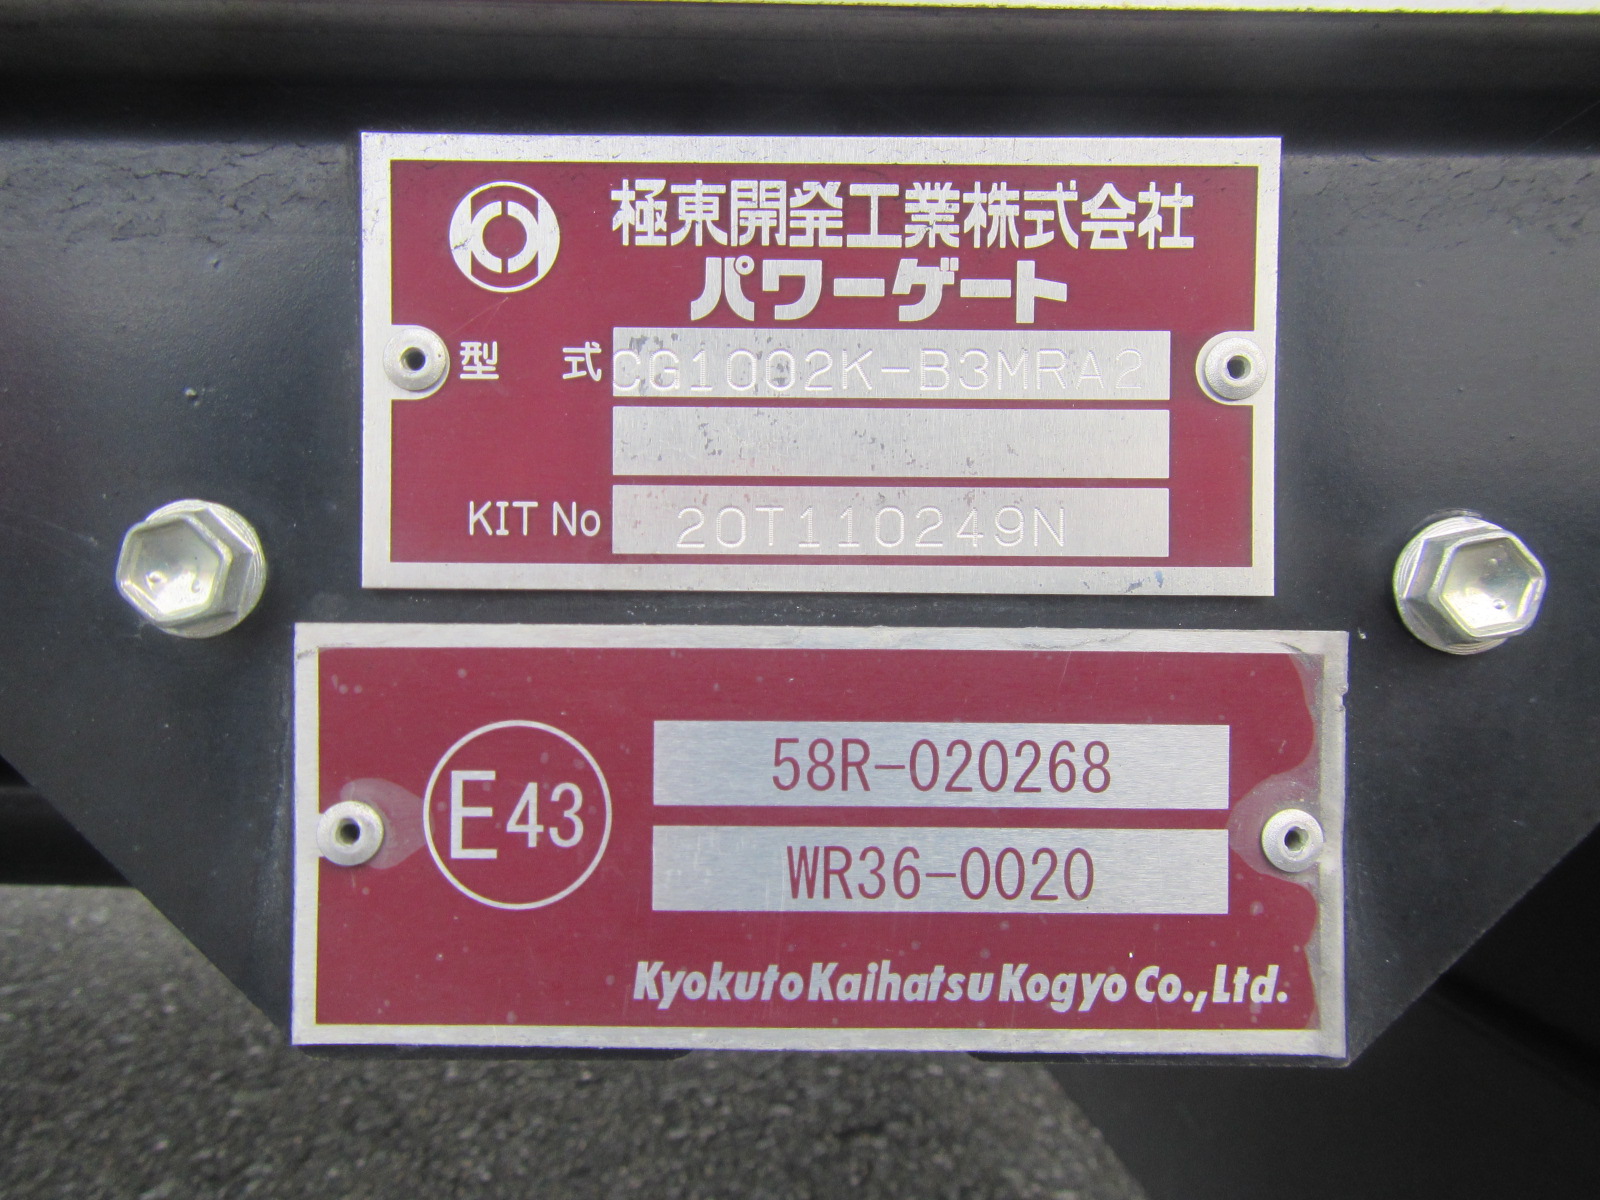 極東開発工業株式会社
パワーゲート
型 式 CG1002K-B3MRA2
KIT No 20T110249N
E43
58R-020268
WR36-0020
Kyokuto Kaihatsu Kogyo Co., Ltd.